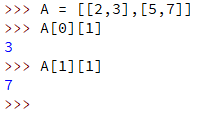 >>> A = [[2,3],[5,7]]
>>> A[0][1]
3
>>> A[1][1]
7
>>>